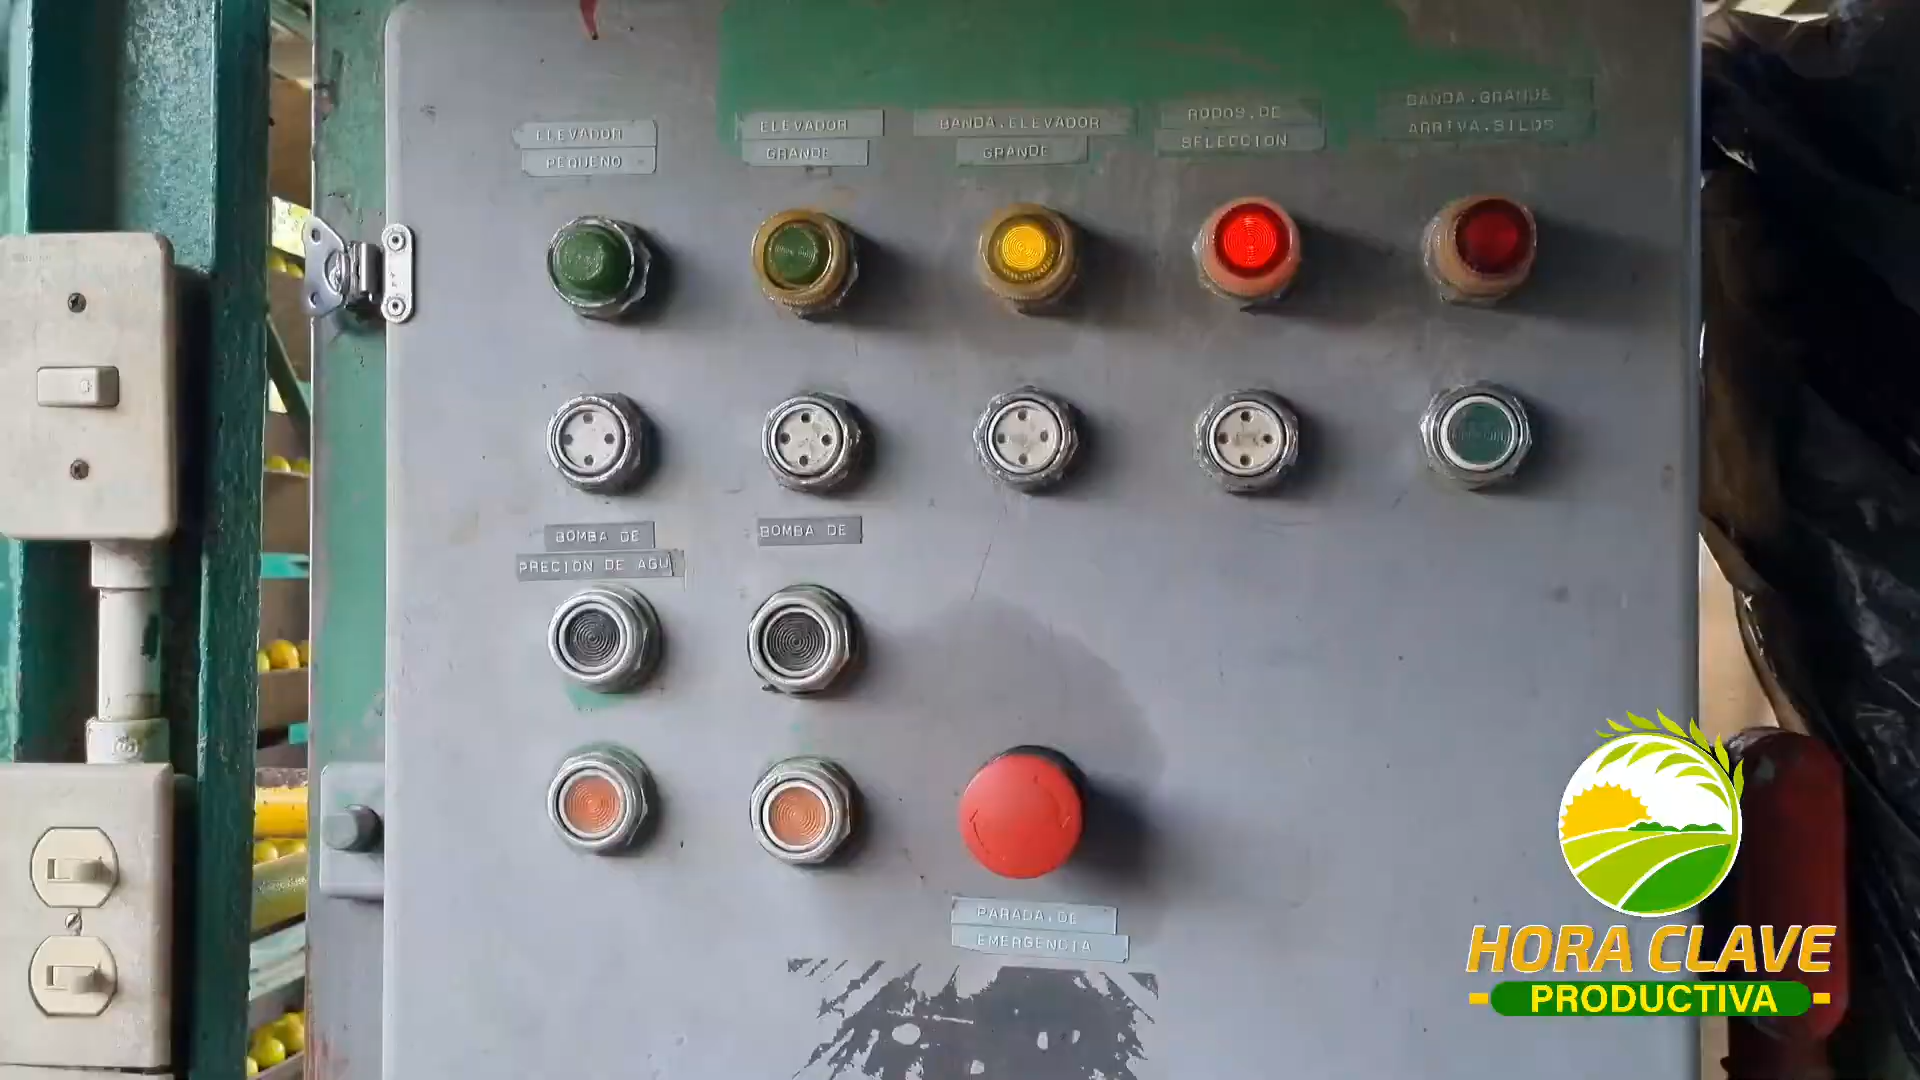 ELEVADOR
PEQUENO
ELEVADOR
GRANDE
BANDA.ELEVADOR
GRANDE
RODOS.DE
SELECCION
BANDA.GRANDE
ARRIVA.SILOS
BOMBA DE
PRECION DE AGU
BOMBA DE
PARADA.DE
EMERGENCIA
HORA CLAVE
PRODUCTIVA